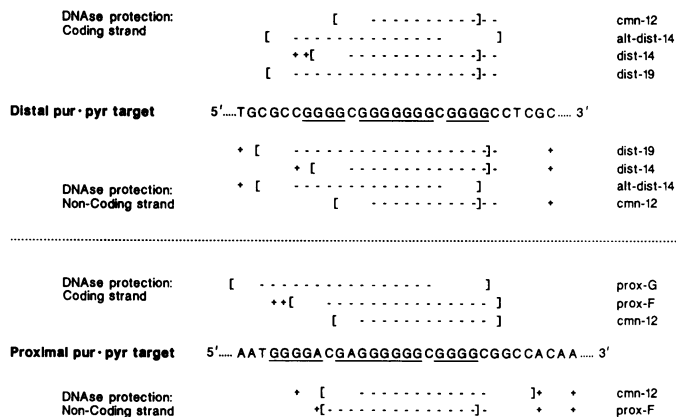 DNAse protection: [ - - - - - - - - - - -]- - cmn-12
Coding strand [ - - - - - - - - - - - - - ] alt-dist-14
+ +[ - - - - - - - - - - -]- - dist-14
[ - - - - - - - - - - - - - - - -]- - dist-19
Distal pur·pyr target 5'.....TGCGCCGGGGCGGGGGGGCGGGGCCTCGC..... 3'
+ [ - - - - - - - - - - - - - - - - -]- + dist-19
+ [ - - - - - - - - - - -]- + dist-14
DNAse protection: + [ - - - - - - - - - - - - - ] alt-dist-14
Non-Coding strand [ - - - - - - - - - -]- + cmn-12
DNAse protection: [ - - - - - - - - - - - - - ] prox-G
Coding strand ++[ - - - - - - - - - - - - ] prox-F
[ - - - - - - - - - - ] cmn-12
Proximal pur·pyr target 5'..... AATGGGGACGAGGGGGGCGGGGCGGCCACAA..... 3'
DNAse protection: + [ - - - - - - - - - - ]+ + cmn-12
Non-Coding strand +[- - - - - - - - - - - - -]- + + prox-F